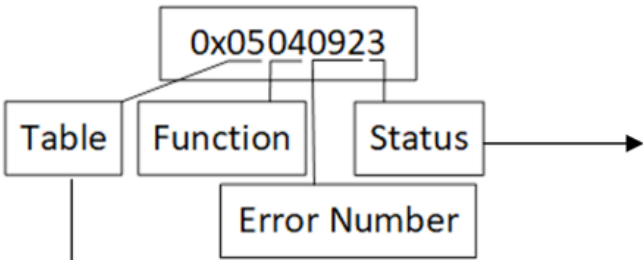 0x05040923
Table
Function
Status
Error Number